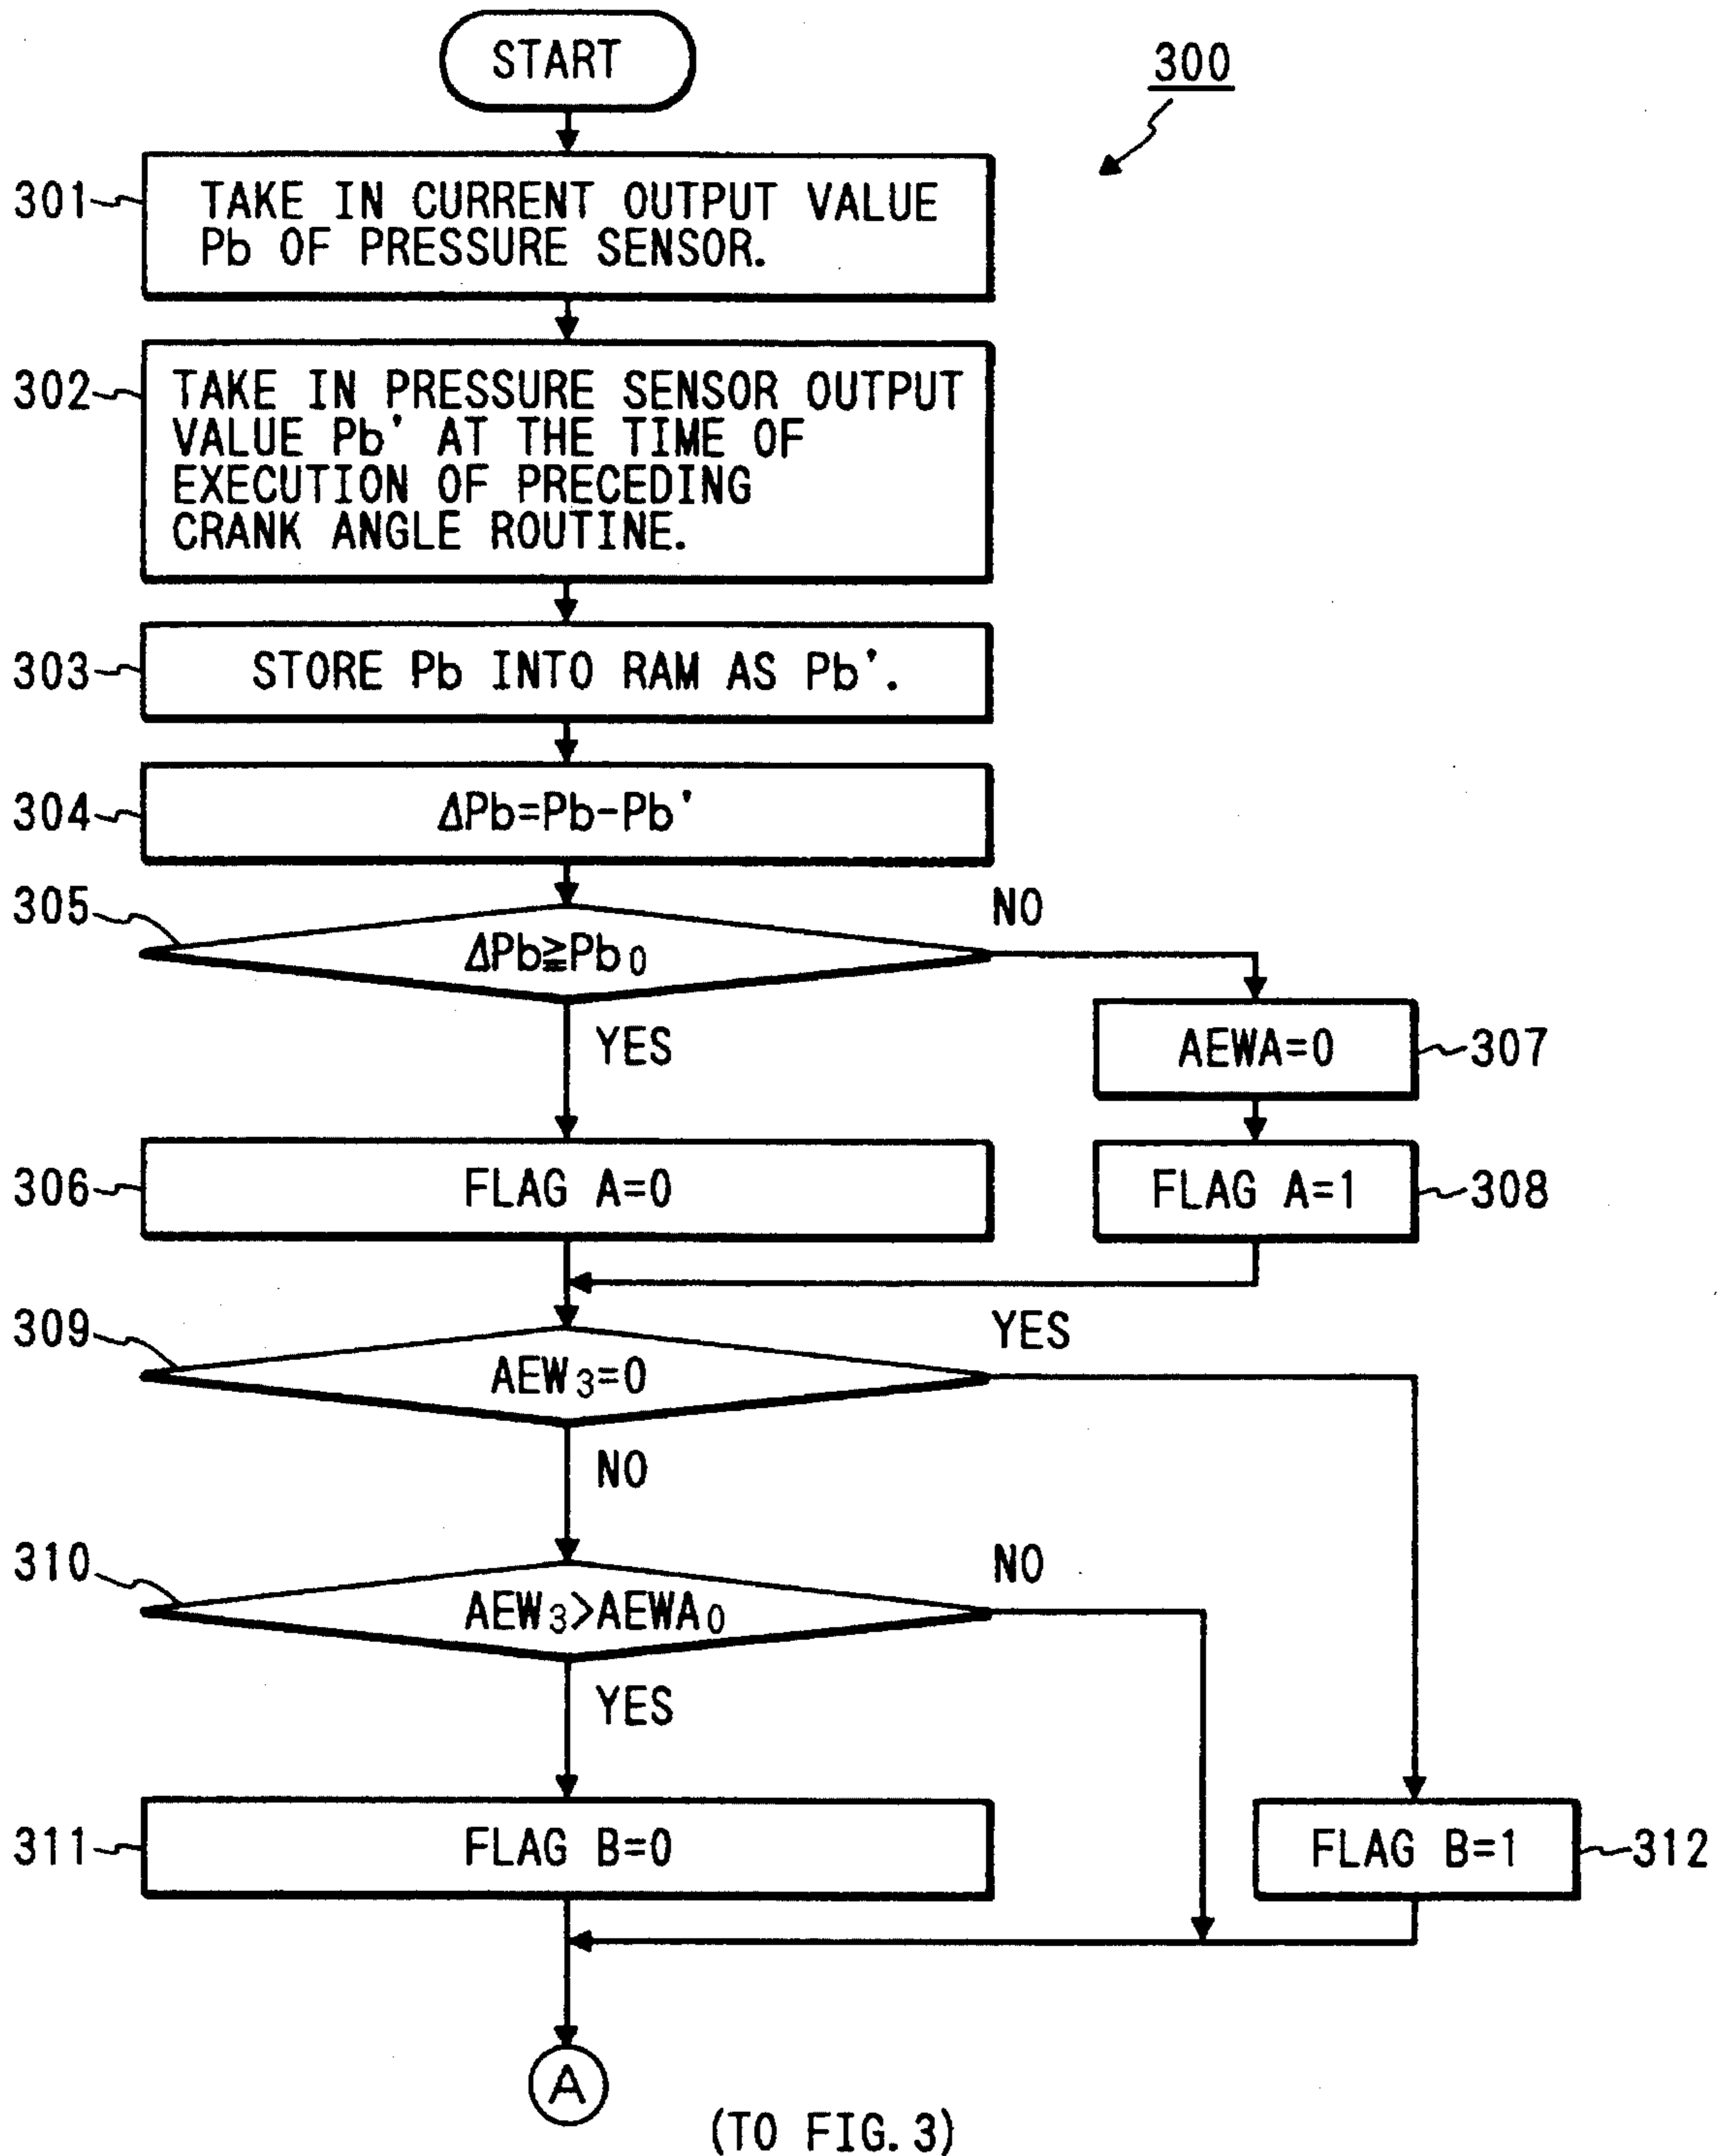 START
300
301
TAKE IN CURRENT OUTPUT VALUE
Pb OF PRESSURE SENSOR.
302
TAKE IN PRESSURE SENSOR OUTPUT
VALUE Pb' AT THE TIME OF
EXECUTION OF PRECEDING
CRANK ANGLE ROUTINE.
303
STORE Pb INTO RAM AS Pb'.
304
ΔPb=Pb-Pb'
305
NO
ΔPb≧Pb₀
YES
AEWA=0
307
306
FLAG A=0
FLAG A=1
308
309
YES
AEW₃=0
NO
310
NO
AEW₃>AEWA₀
YES
311
FLAG B=0
FLAG B=1
312
A
(TO FIG.3)